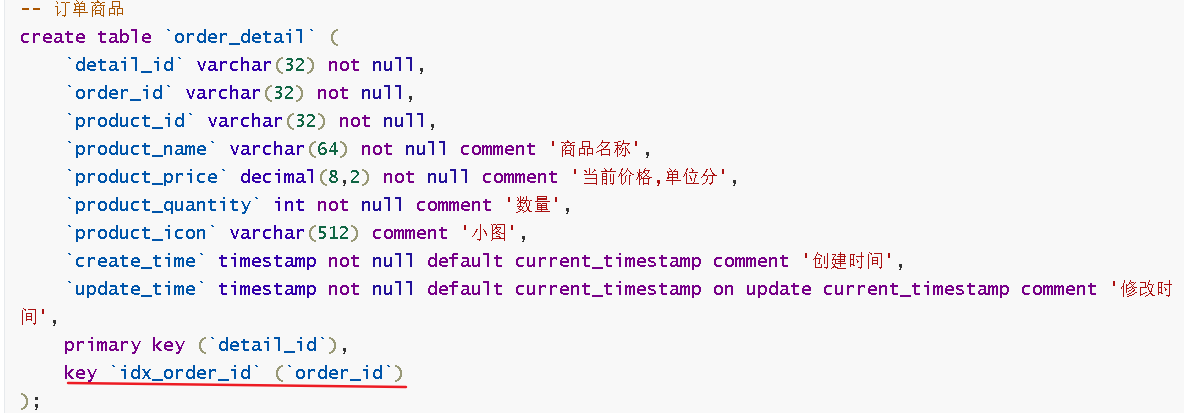 -- 订单商品
create table `order_detail` (
`detail_id` varchar(32) not null,
`order_id` varchar(32) not null,
`product_id` varchar(32) not null,
`product_name` varchar(64) not null comment '商品名称',
`product_price` decimal(8,2) not null comment '当前价格,单位分',
`product_quantity` int not null comment '数量',
`product_icon` varchar(512) comment '小图',
`create_time` timestamp not null default current_timestamp comment '创建时间',
`update_time` timestamp not null default current_timestamp on update current_timestamp comment '修改时
间',
primary key (`detail_id`),
key `idx_order_id` (`order_id`)
);